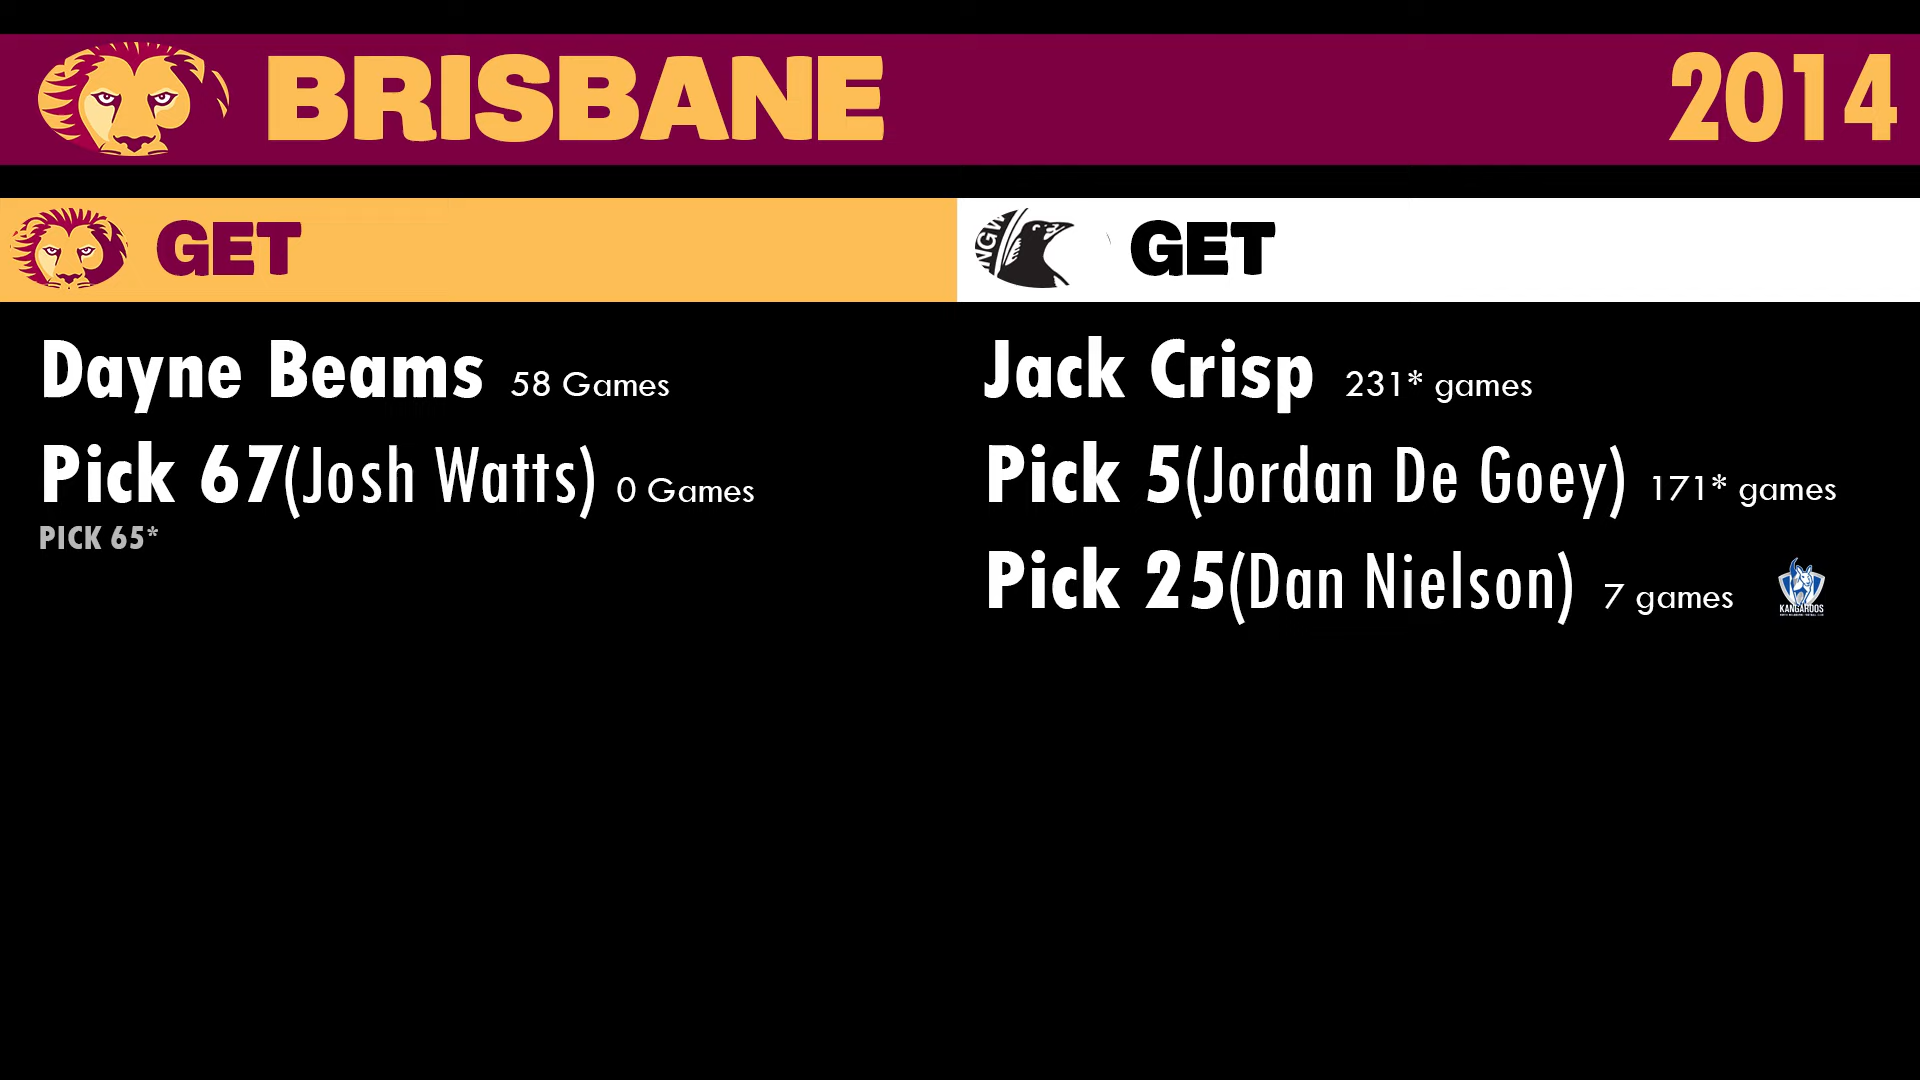 BRISBANE 2014
GET
Dayne Beams 58 Games
Pick 67(Josh Watts) 0 Games
PICK 65*
GET
Jack Crisp 231* games
Pick 5(Jordan De Goey) 171* games
Pick 25(Dan Nielson) 7 games
KANGAROOS